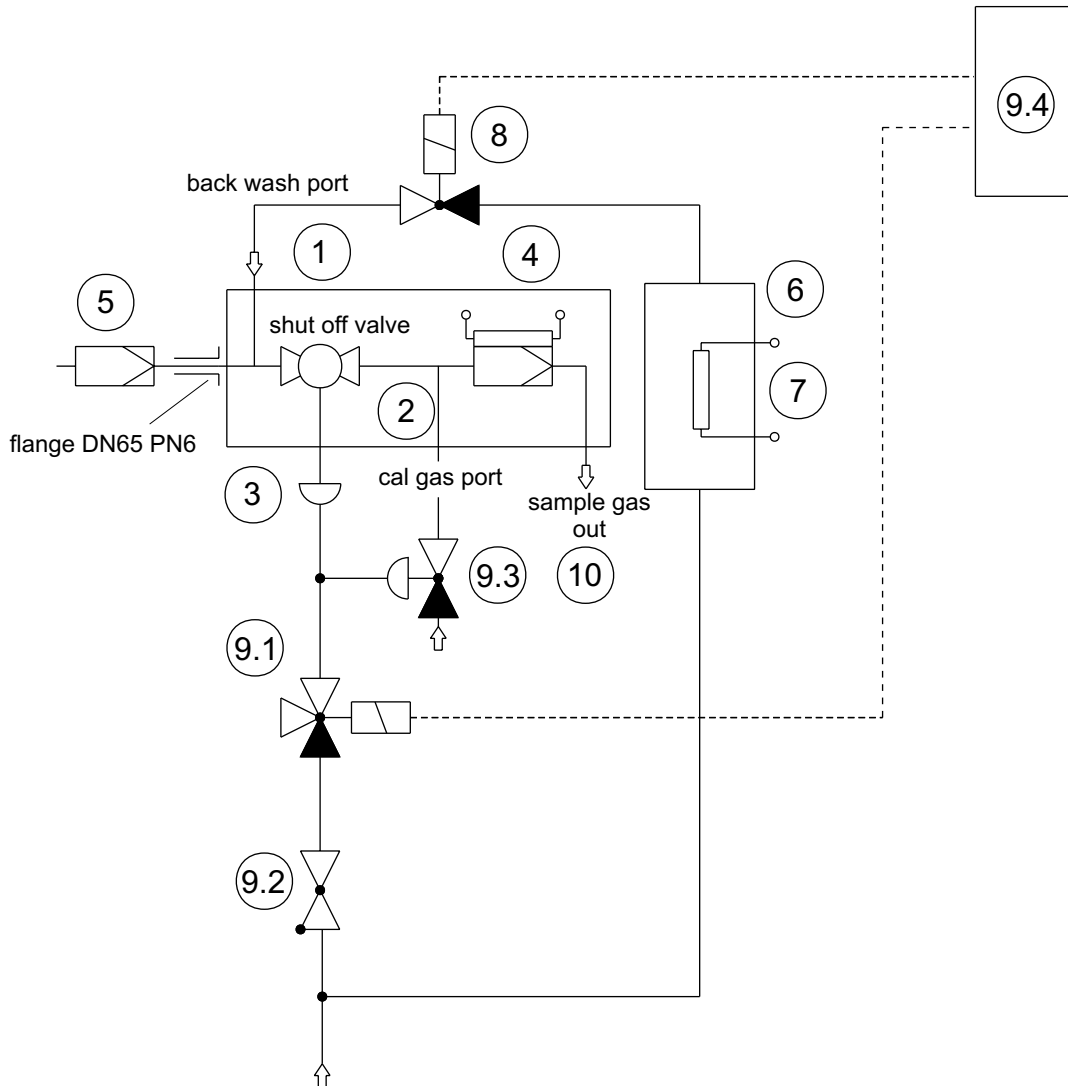 9.4
8
back wash port
1
4
5
6
shut off valve
7
2
flange DN65 PN6
cal gas port
3
sample gas
out
9.3
10
9.1
9.2